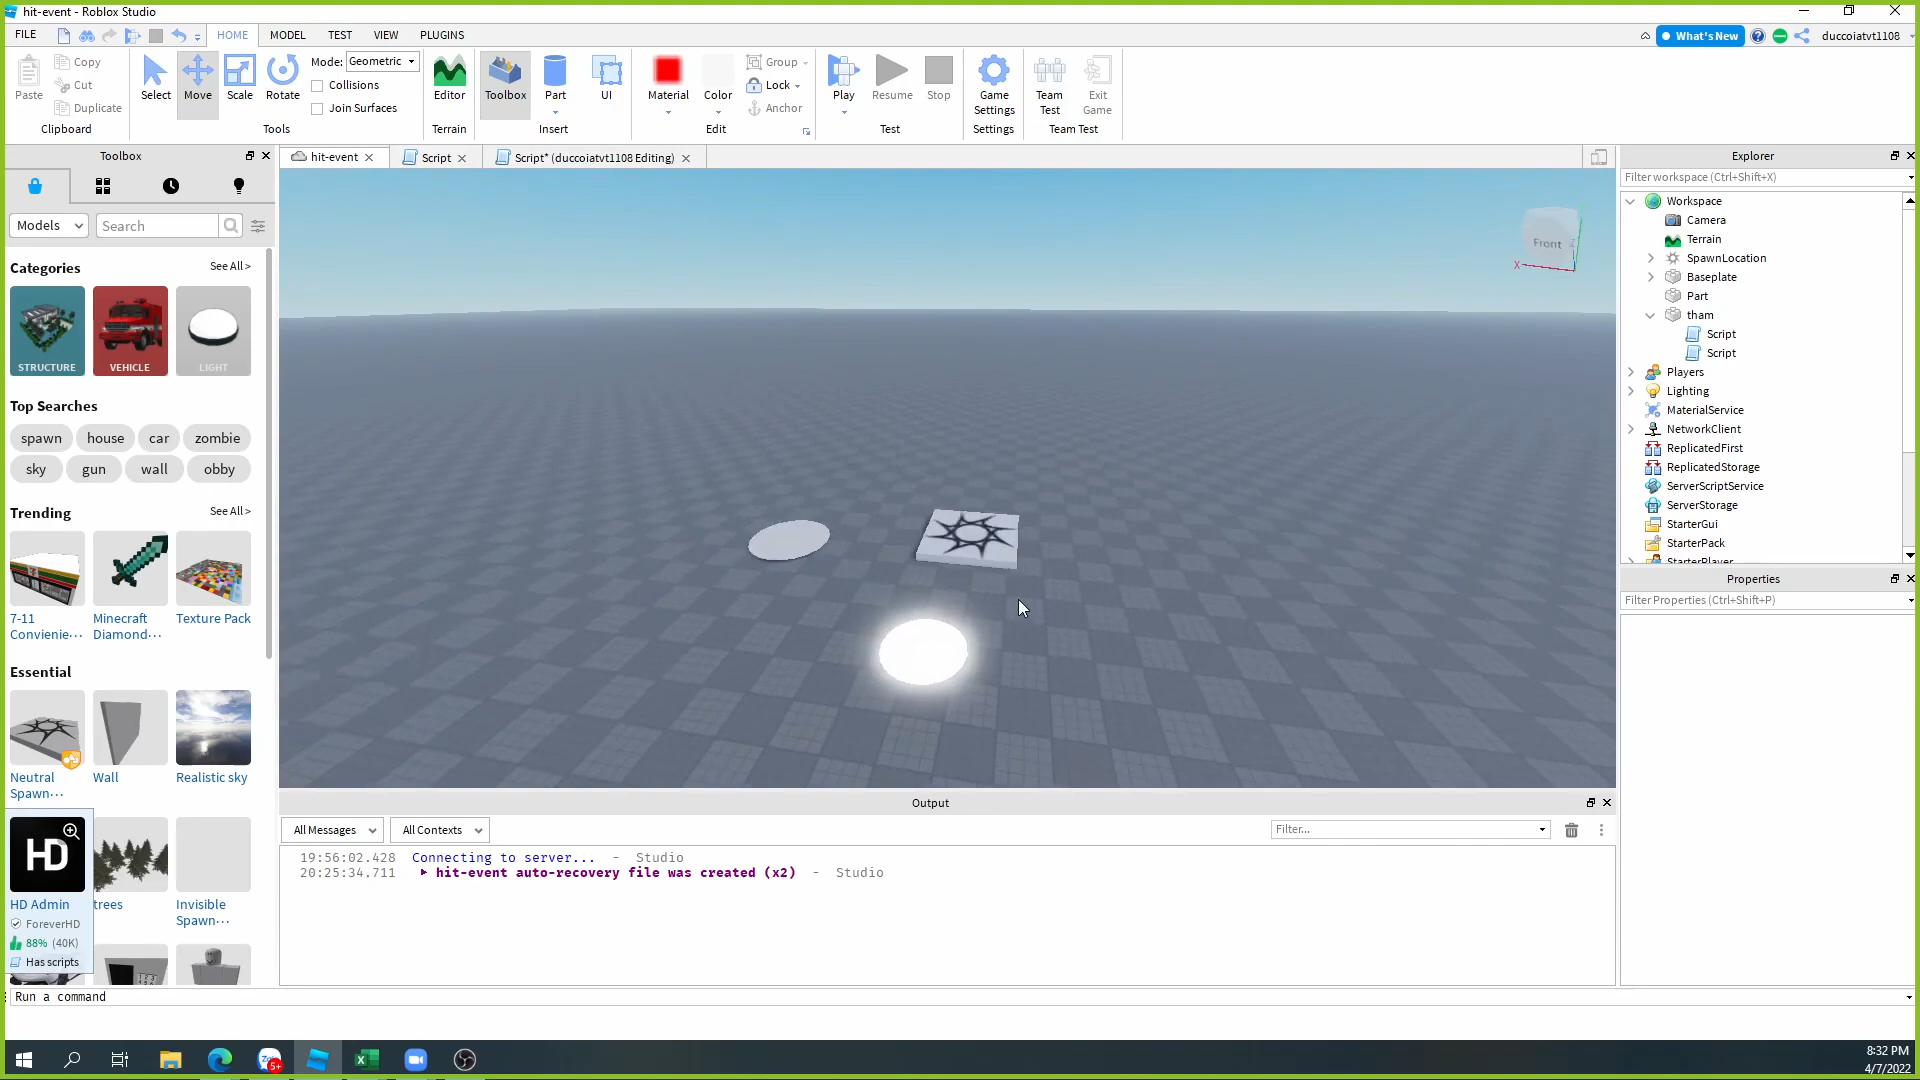 hit-event - Roblox Studio
FILE HOME MODEL TEST VIEW PLUGINS What's New duccoiatvt1108
Paste Copy Cut Duplicate Clipboard
Select Move Scale Rotate Mode: Geometric Collisions Join Surfaces Tools
Editor Terrain
Toolbox Part UI Insert
Material Color Group Lock Anchor Edit
Play Resume Stop Test
Game Settings Settings
Team Test Exit Game Team Test
Toolbox
Models Search
Categories See All >
STRUCTURE VEHICLE LIGHT
Top Searches
spawn house car zombie
sky gun wall obby
Trending See All >
7-11 Convienie... Minecraft Diamond... Texture Pack
Essential
Neutral Spawn... Wall Realistic sky
HD
HD Admin trees Invisible Spawn...
ForeverHD
88% (40K)
Has scripts
hit-event Script Script* (duccoiatvt1108 Editing)
Front
X
Z
Output
All Messages All Contexts Filter...
19:56:02.428 Connecting to server... - Studio
20:25:34.711 hit-event auto-recovery file was created (x2) - Studio
Explorer
Filter workspace (Ctrl+Shift+X)
Workspace
Camera
Terrain
SpawnLocation
Baseplate
Part
tham
Script
Script
Players
Lighting
MaterialService
NetworkClient
ReplicatedFirst
ReplicatedStorage
ServerScriptService
ServerStorage
StarterGui
StarterPack
StarterPlayer
Properties
Filter Properties (Ctrl+Shift+P)
Run a command
5+
8:32 PM
4/7/2022